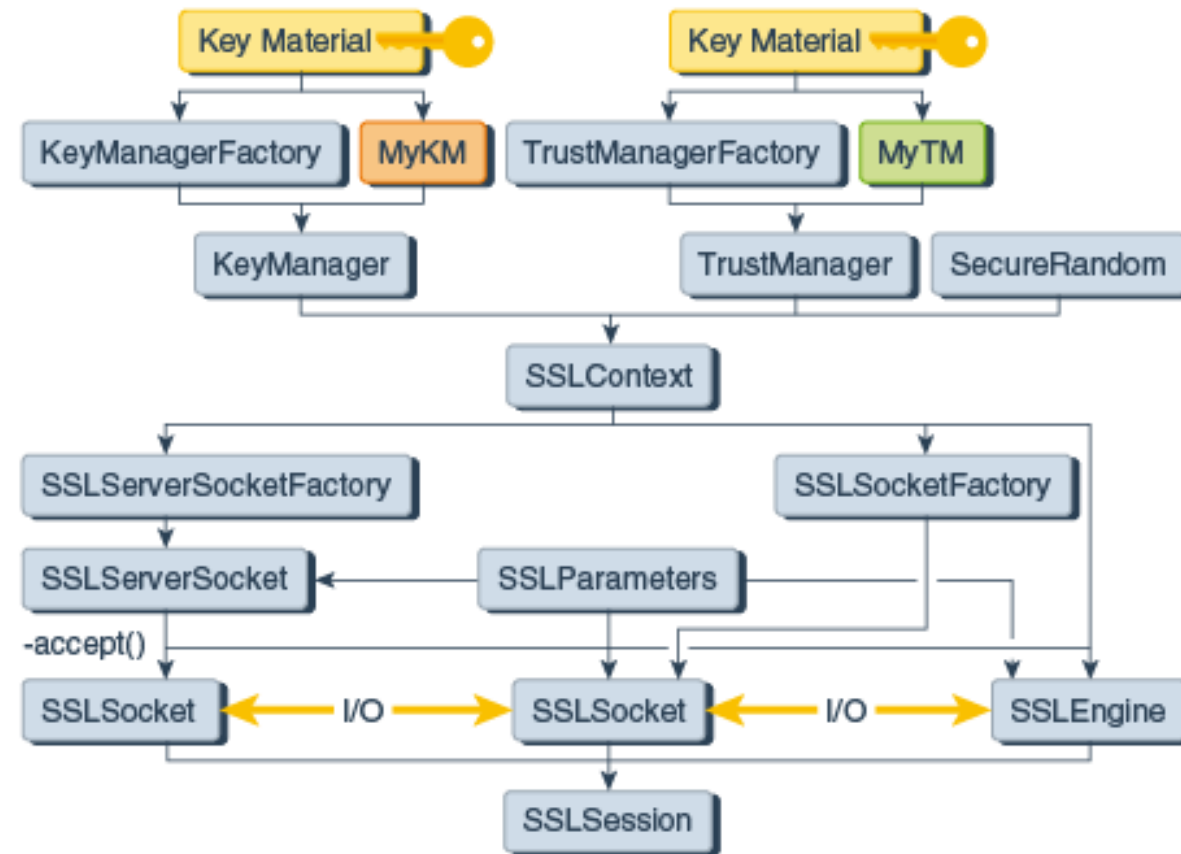 Key Material
Key Material
KeyManagerFactory
MyKM
TrustManagerFactory
MyTM
KeyManager
TrustManager
SecureRandom
SSLContext
SSLServerSocketFactory
SSLSocketFactory
SSLServerSocket
SSLParameters
-accept()
SSLSocket
I/O
SSLSocket
I/O
SSLEngine
SSLSession